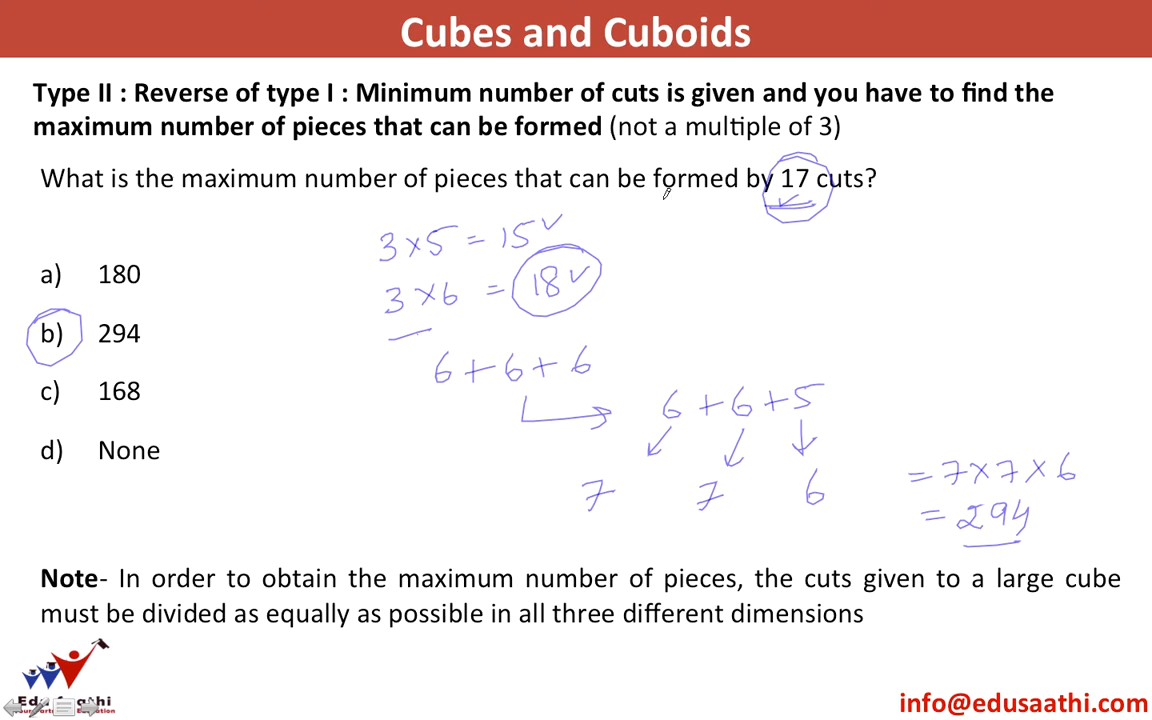 Cubes and Cuboids
Type II : Reverse of type I : Minimum number of cuts is given and you have to find the
maximum number of pieces that can be formed (not a multiple of 3)
What is the maximum number of pieces that can be formed by 17 cuts?
3 × 5 = 15 ✓
a) 180
3 × 6 = 18 ✓
b) 294
6 + 6 + 6
c) 168
6 + 6 + 5
d) None
7 7 6
= 7 × 7 × 6
= 294
Note- In order to obtain the maximum number of pieces, the cuts given to a large cube
must be divided as equally as possible in all three different dimensions
info@edusaathi.com